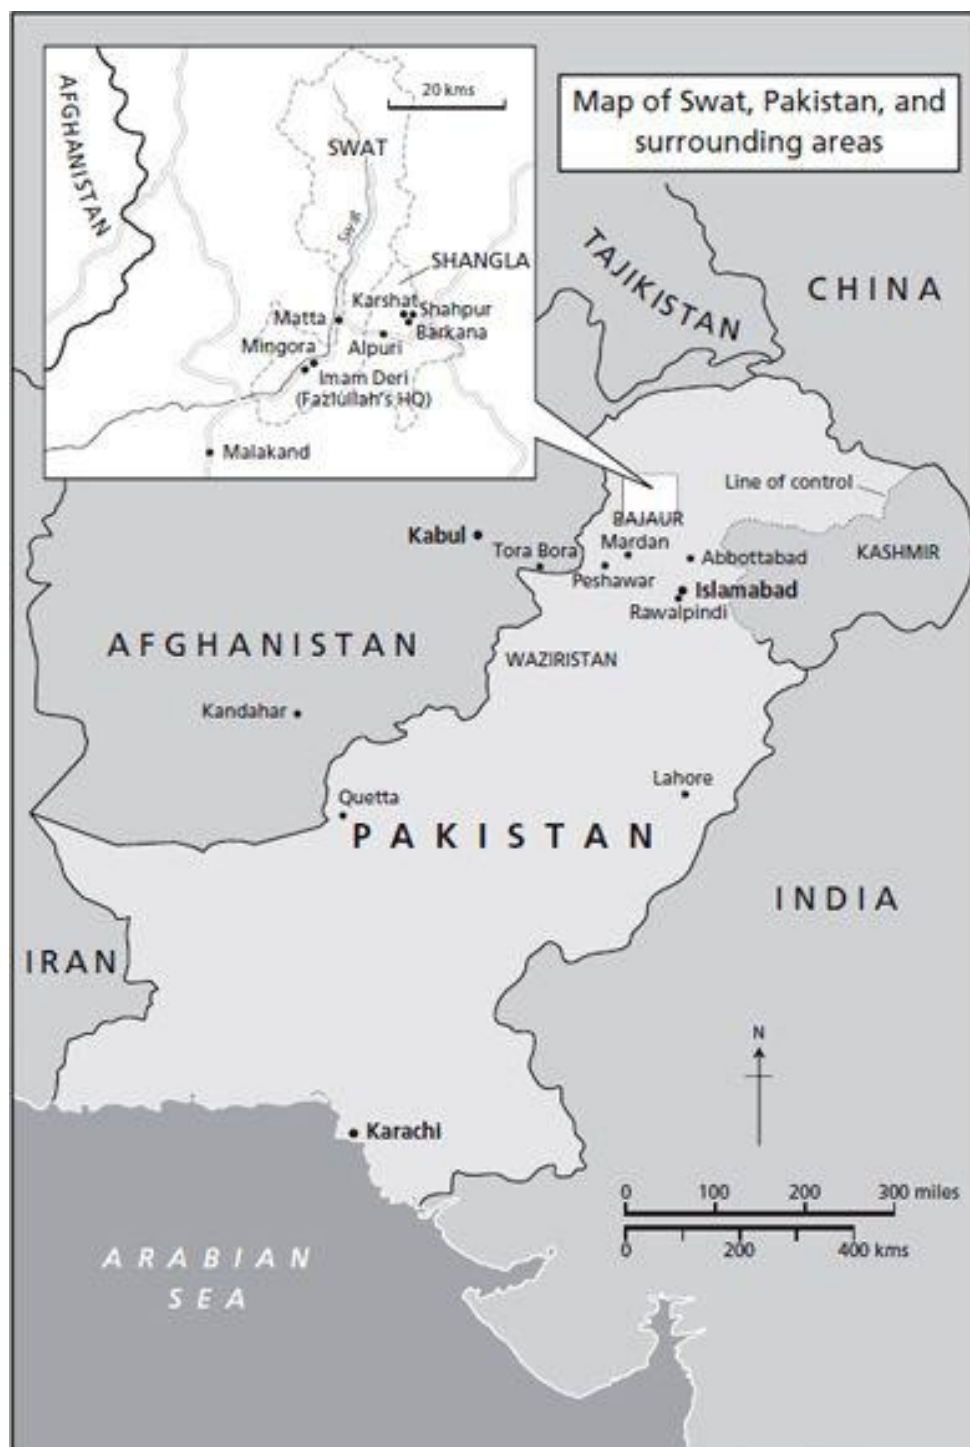 Map of Swat, Pakistan, and
surrounding areas
20 kms
AFGHANISTAN
SWAT
Swat
SHANGLA
Karshat
Shahpur
Matta
Barkana
Mingora
Alpuri
Imam Deri
(Fazlullah's HQ)
Malakand
TAJIKISTAN
CHINA
Line of control
BAJAUR
Kabul
Mardan
Tora Bora
Abbottabad
KASHMIR
Peshawar
Islamabad
Rawalpindi
AFGHANISTAN
WAZIRISTAN
Kandahar
Lahore
Quetta
PAKISTAN
INDIA
IRAN
N
Karachi
0 100 200 300 miles
0 200 400 kms
ARABIAN
SEA